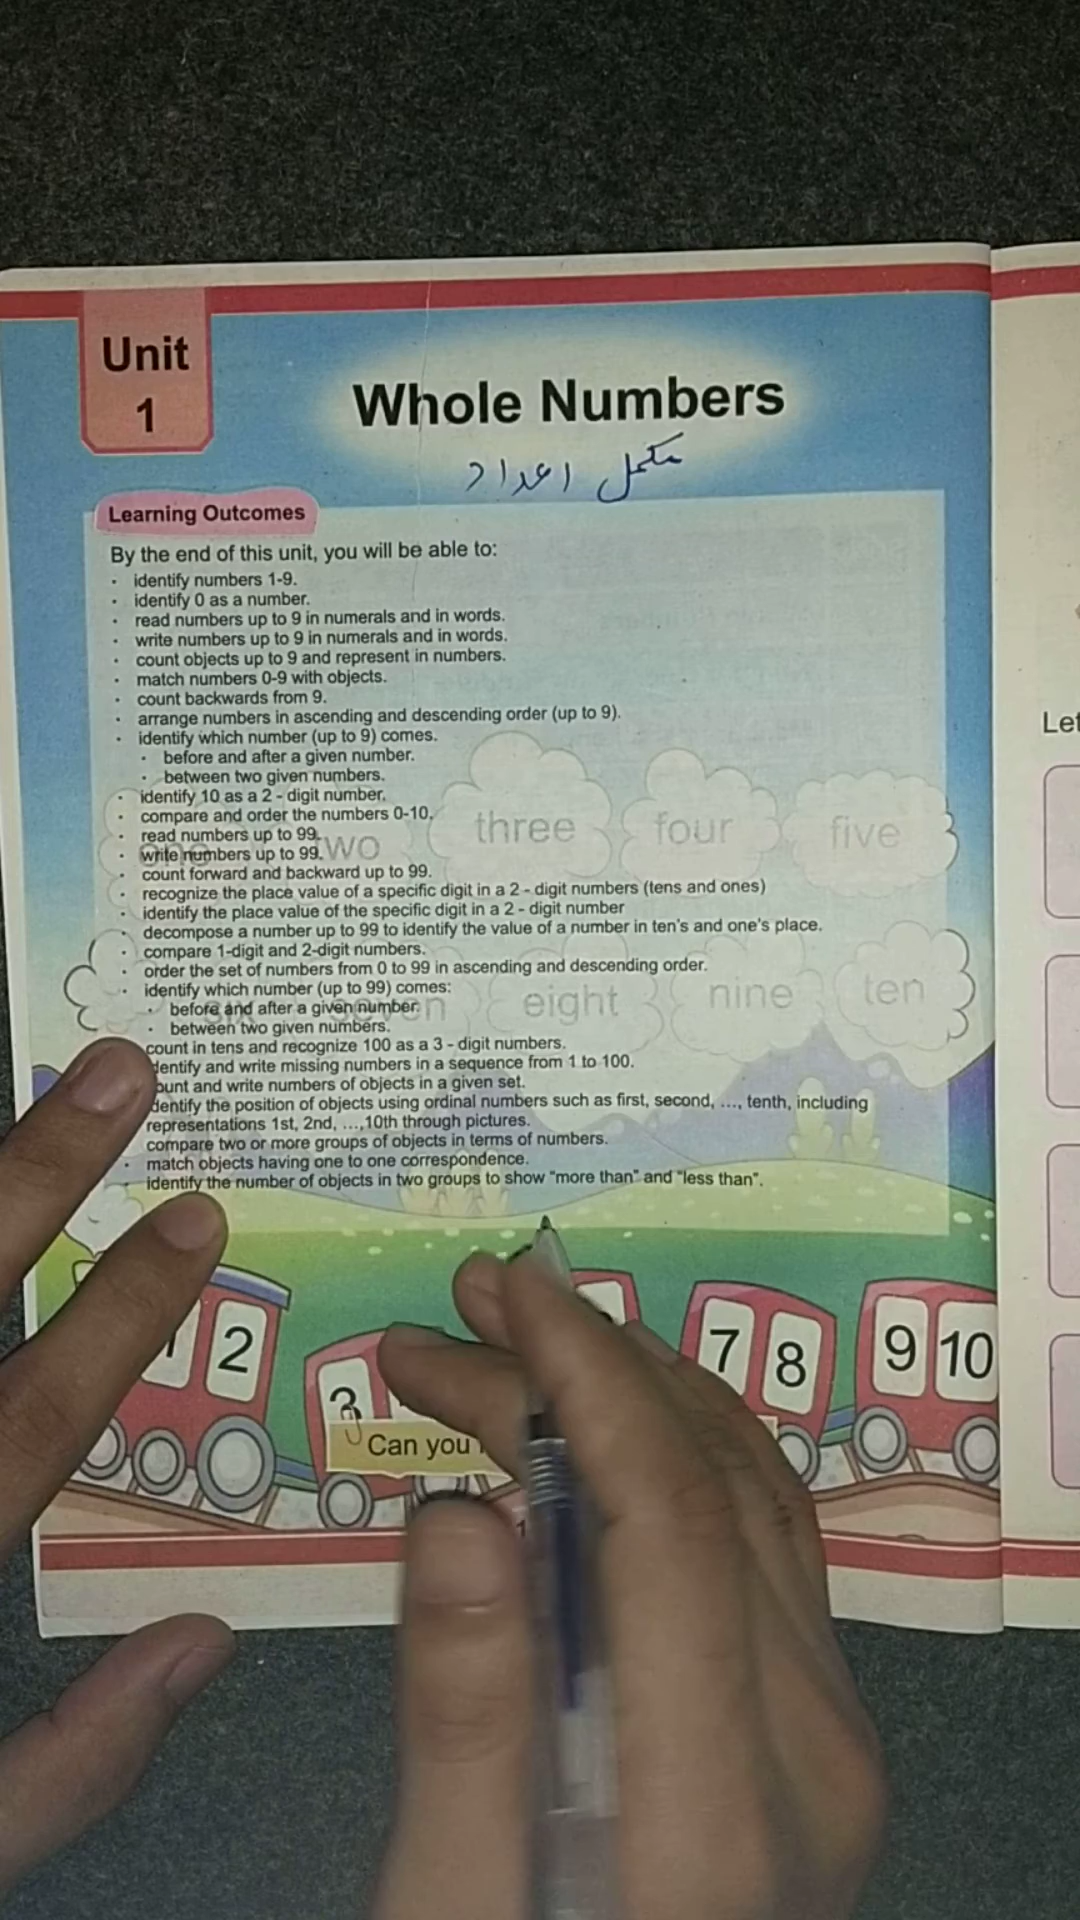 Unit
1
Whole Numbers
مکمل اعداد
Learning Outcomes
By the end of this unit, you will be able to:
• identify numbers 1-9.
• identify 0 as a number.
• read numbers up to 9 in numerals and in words.
• write numbers up to 9 in numerals and in words.
• count objects up to 9 and represent in numbers.
• match numbers 0-9 with objects.
• count backwards from 9.
• arrange numbers in ascending and descending order (up to 9).
• identify which number (up to 9) comes.
• before and after a given number.
• between two given numbers.
• identify 10 as a 2 - digit number.
• compare and order the numbers 0-10.
• read numbers up to 99.
• write numbers up to 99.
• count forward and backward up to 99.
• recognize the place value of a specific digit in a 2 - digit numbers (tens and ones)
• identify the place value of the specific digit in a 2 - digit number
• decompose a number up to 99 to identify the value of a number in ten's and one's place.
• compare 1-digit and 2-digit numbers.
• order the set of numbers from 0 to 99 in ascending and descending order.
• identify which number (up to 99) comes:
• before and after a given number.
• between two given numbers.
count in tens and recognize 100 as a 3 - digit numbers.
dentify and write missing numbers in a sequence from 1 to 100.
ount and write numbers of objects in a given set.
dentify the position of objects using ordinal numbers such as first, second, ..., tenth, including
representations 1st, 2nd, ...,10th through pictures.
compare two or more groups of objects in terms of numbers.
• match objects having one to one correspondence.
• identify the number of objects in two groups to show "more than" and "less than".
one two three four five
six seven eight nine ten
2 3 7 8 9 10
Can you
1
Let